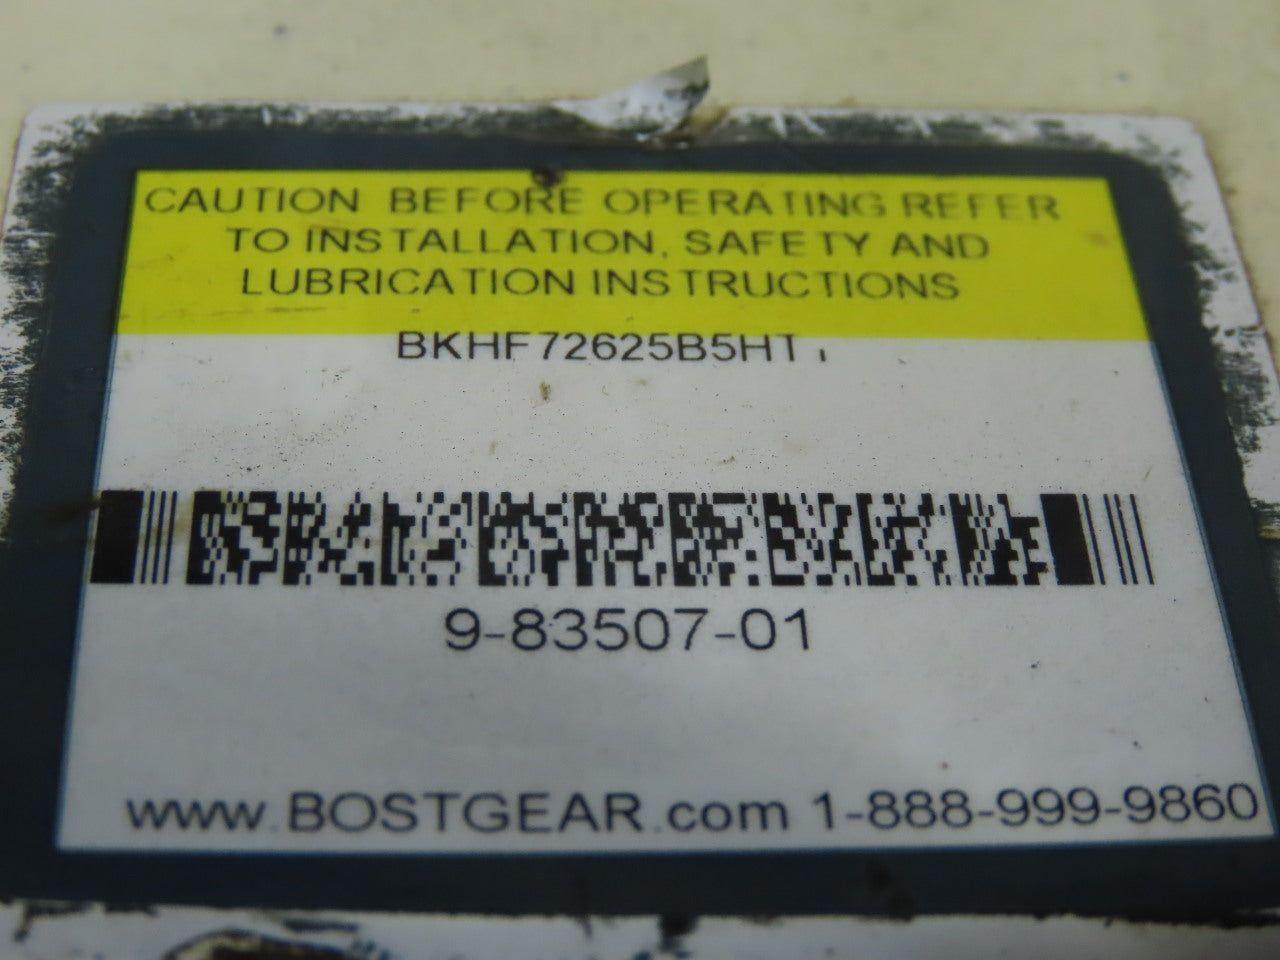 CAUTION BEFORE OPERATING REFER
TO INSTALLATION, SAFETY AND
LUBRICATION INSTRUCTIONS
BKHF72625B5HT
9-83507-01
www.BOSTGEAR.com 1-888-999-9860